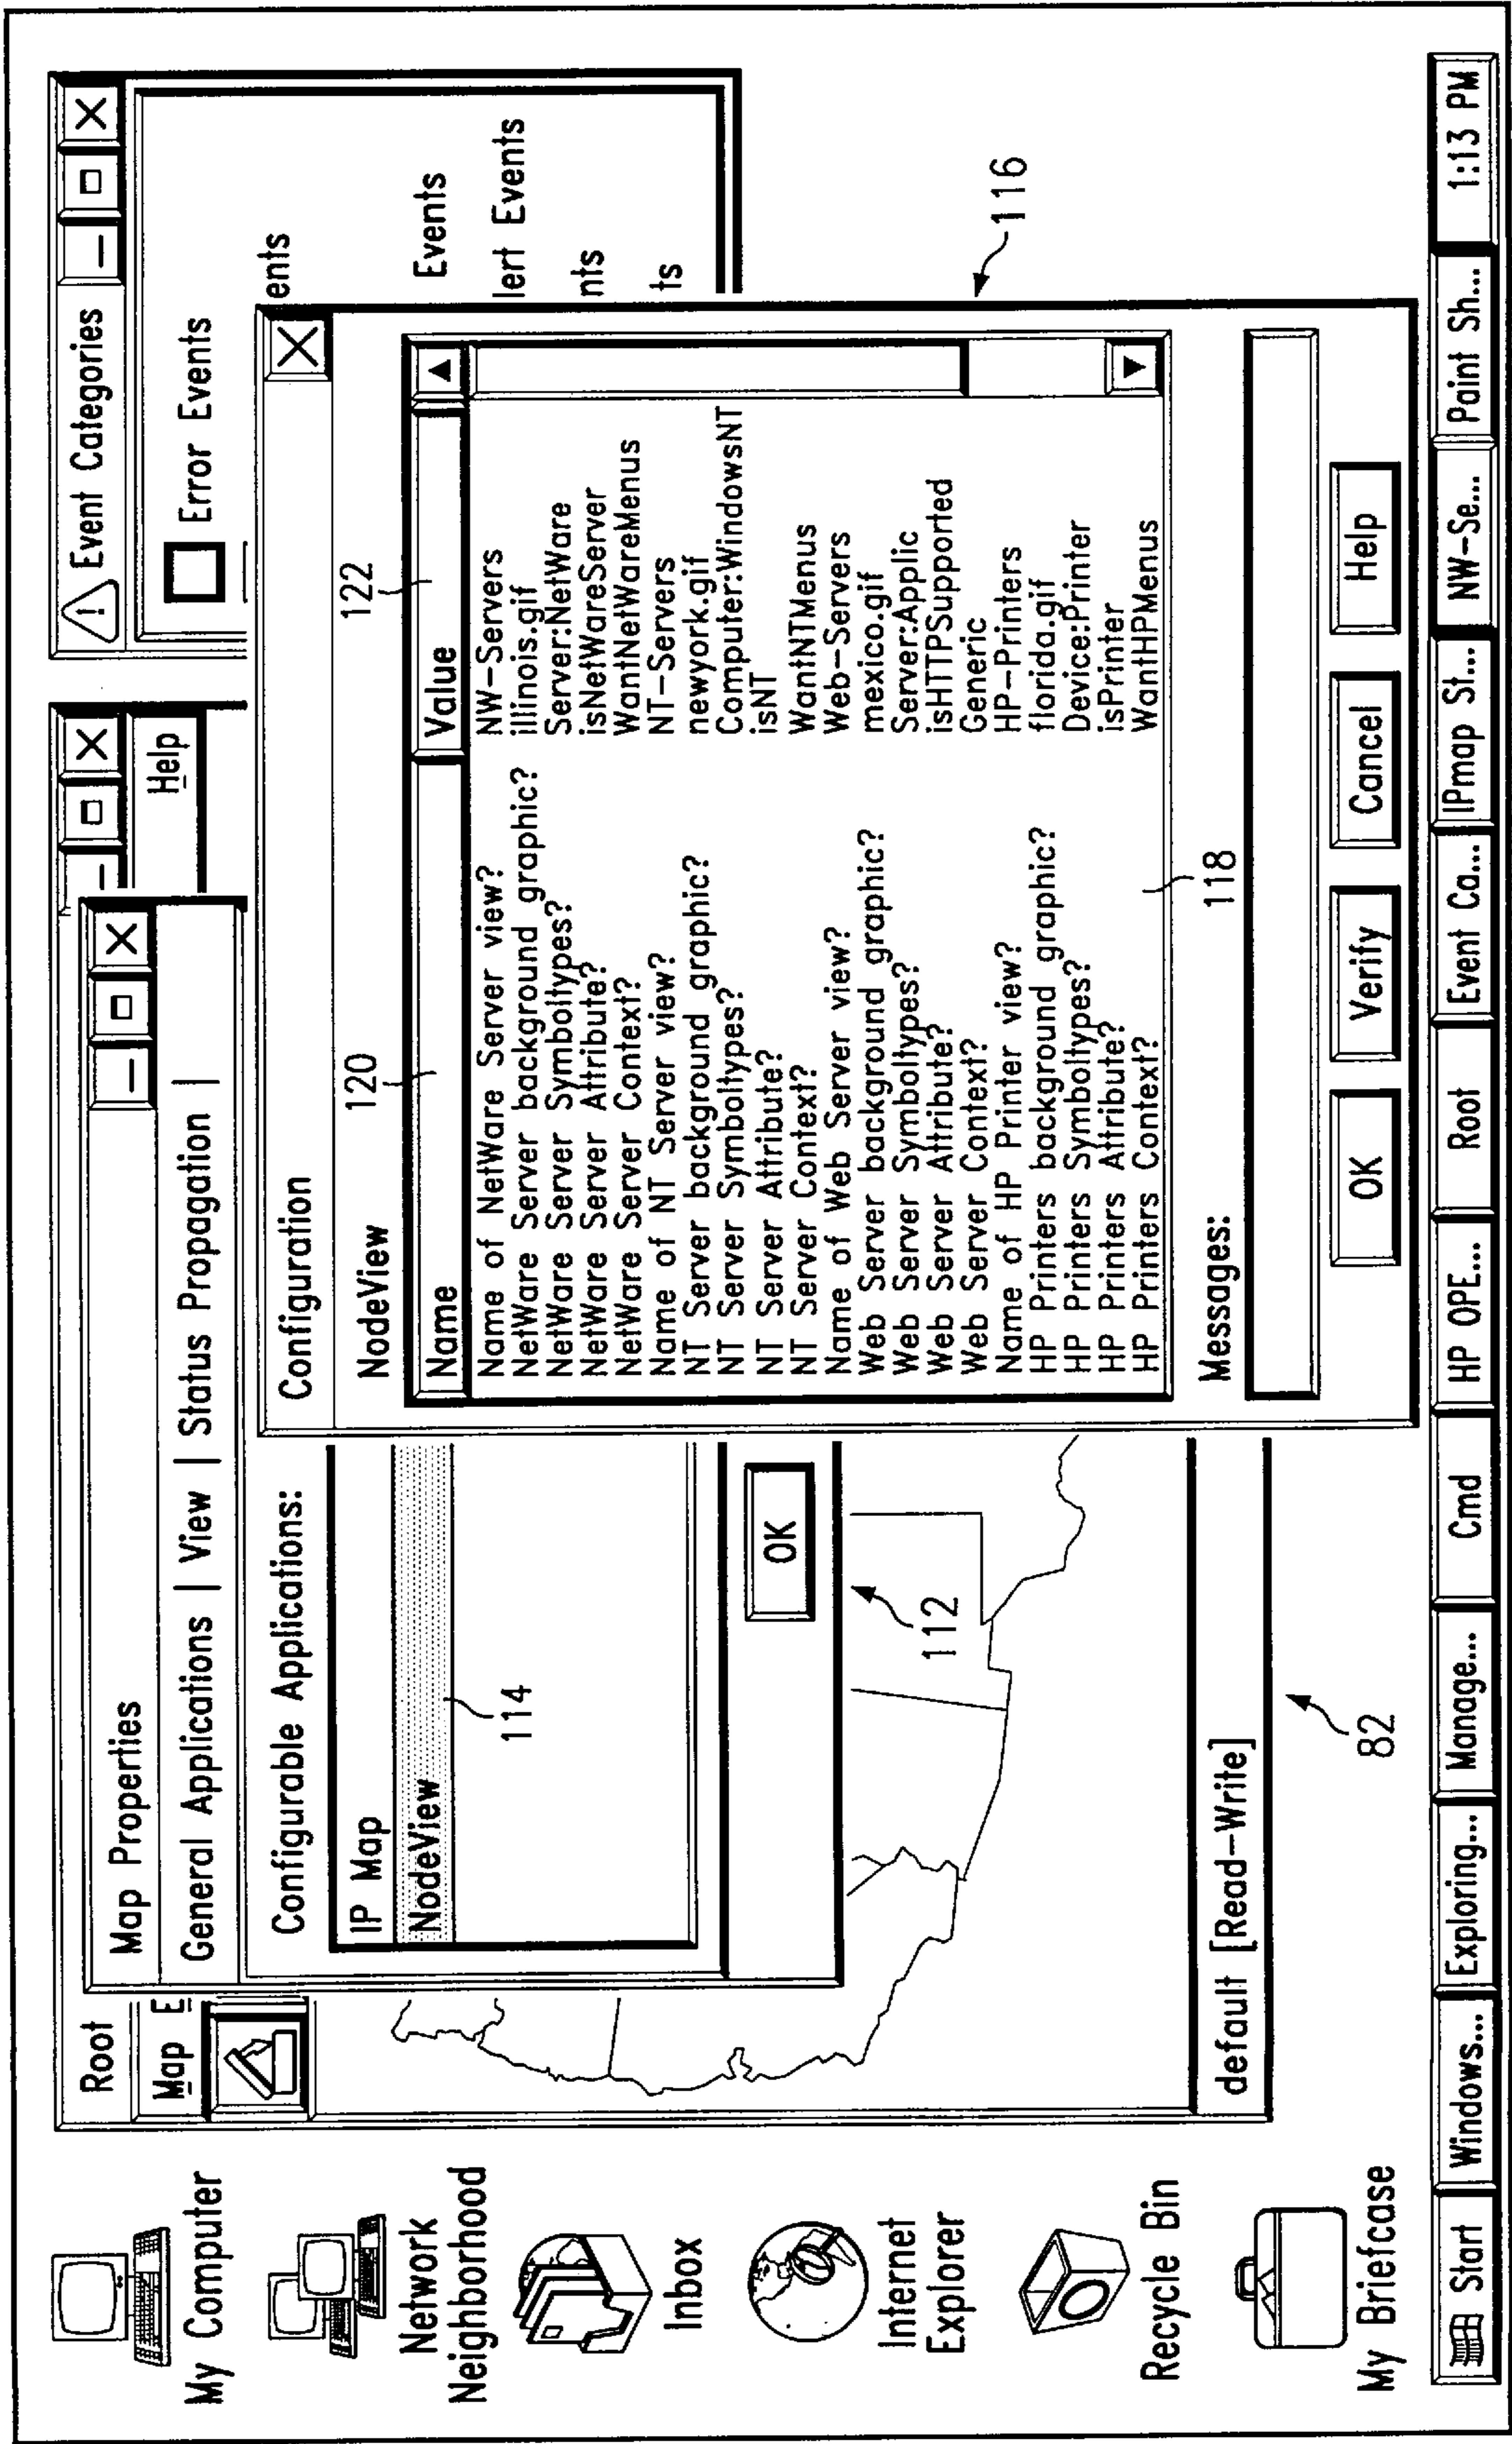 My Computer
Network
Neighborhood
Inbox
Internet
Explorer
Recycle Bin
My Briefcase
Root
Map E
Help
Map Properties
General Applications | View | Status Propagation |
Configurable Applications:
IP Map
NodeView
114
OK
112
default [Read-Write]
82
Event Categories
Error Events
ents
Events
lert Events
nts
ts
Configuration
NodeView
120
122
Name Value
Name of NetWare Server view? NW-Servers
NetWare Server background graphic? illinois.gif
NetWare Server Symboltypes? Server:NetWare
NetWare Server Attribute? isNetWareServer
NetWare Server Context? WantNetWareMenus
Name of NT Server view? NT-Servers
NT Server background graphic? newyork.gif
NT Server Symboltypes? Computer:WindowsNT
NT Server Attribute? isNT
NT Server Context? WantNTMenus
Name of Web Server view? Web-Servers
Web Server background graphic? mexico.gif
Web Server Symboltypes? Server:Applic
Web Server Attribute? isHTTPSupported
Web Server Context? Generic
Name of HP Printer view? HP-Printers
HP Printers background graphic? florida.gif
HP Printers Symboltypes? Device:Printer
HP Printers Attribute? isPrinter
HP Printers Context? WantHPMenus
118
116
Messages:
OK Verify Cancel Help
Start Windows... Exploring... Manage... Cmd HP OPE... Root Event Ca... IPmap St... NW-Se... Paint Sh... 1:13 PM